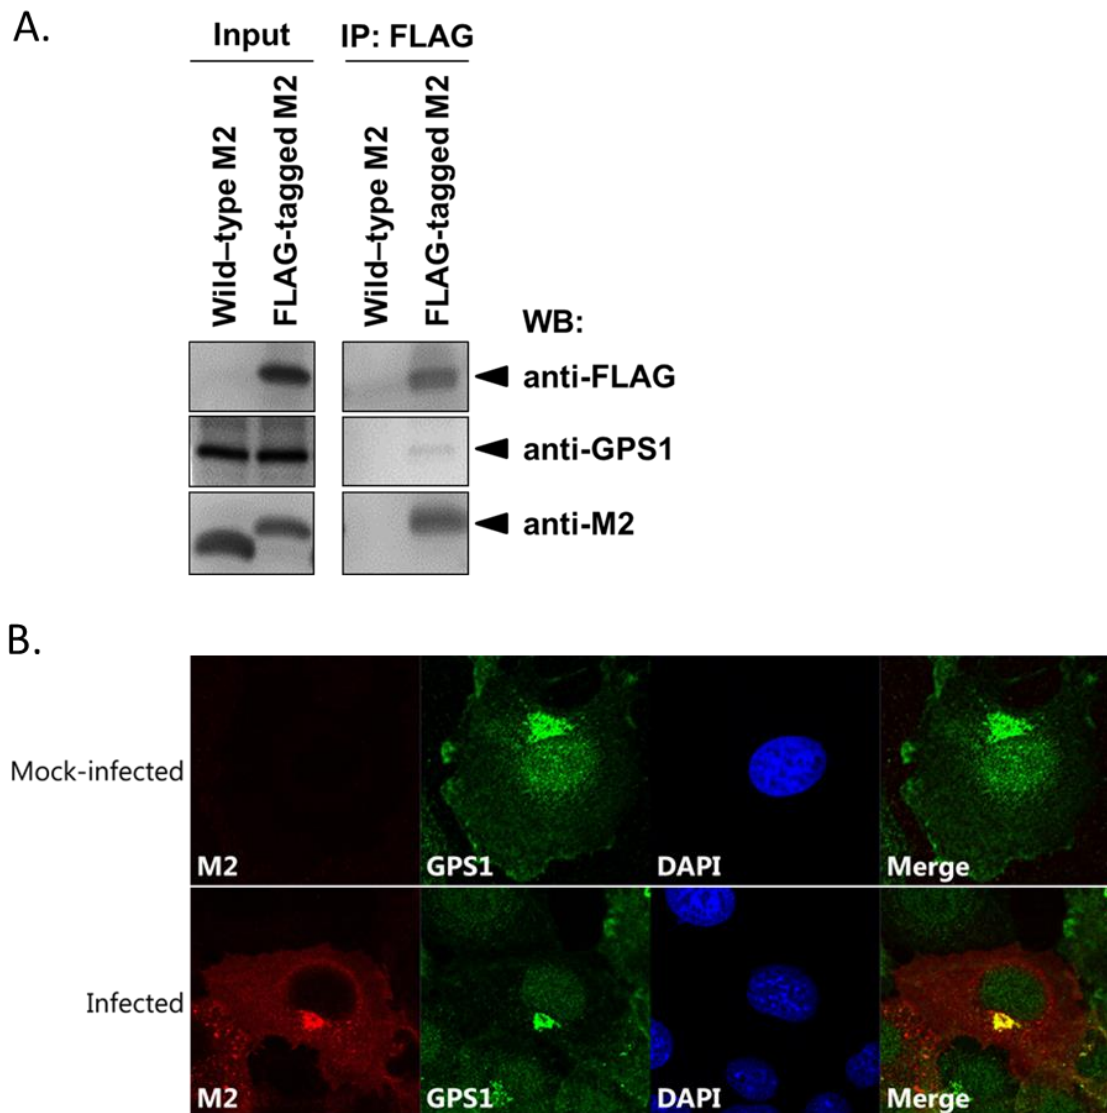 A.
Input
IP: FLAG
Wild–type M2
FLAG-tagged M2
Wild–type M2
FLAG-tagged M2
WB:
anti-FLAG
anti-GPS1
anti-M2
B.
Mock-infected
M2
GPS1
DAPI
Merge
Infected
M2
GPS1
DAPI
Merge